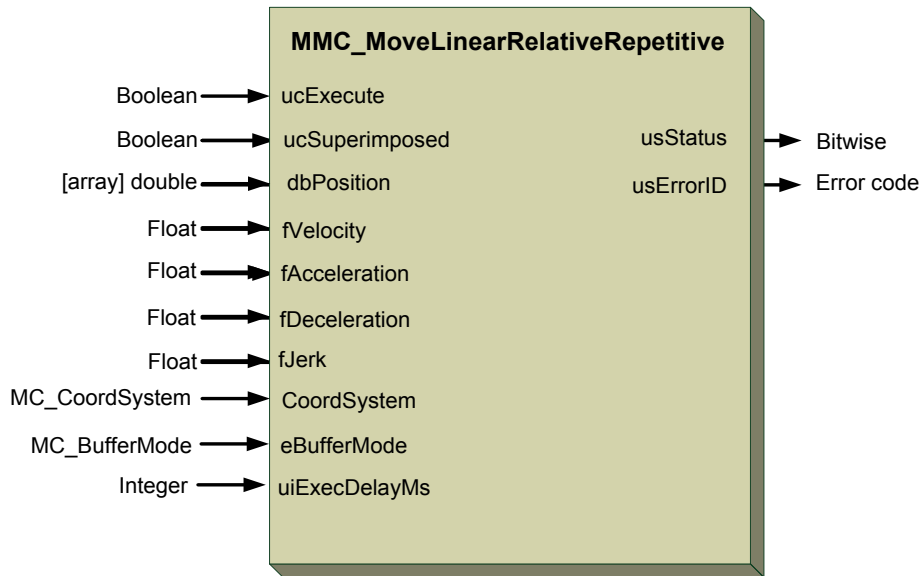 MMC_MoveLinearRelativeRepetitive
Boolean ucExecute
Boolean ucSuperimposed usStatus Bitwise
[array] double dbPosition usErrorID Error code
Float fVelocity
Float fAcceleration
Float fDeceleration
Float fJerk
MC_CoordSystem CoordSystem
MC_BufferMode eBufferMode
Integer uiExecDelayMs